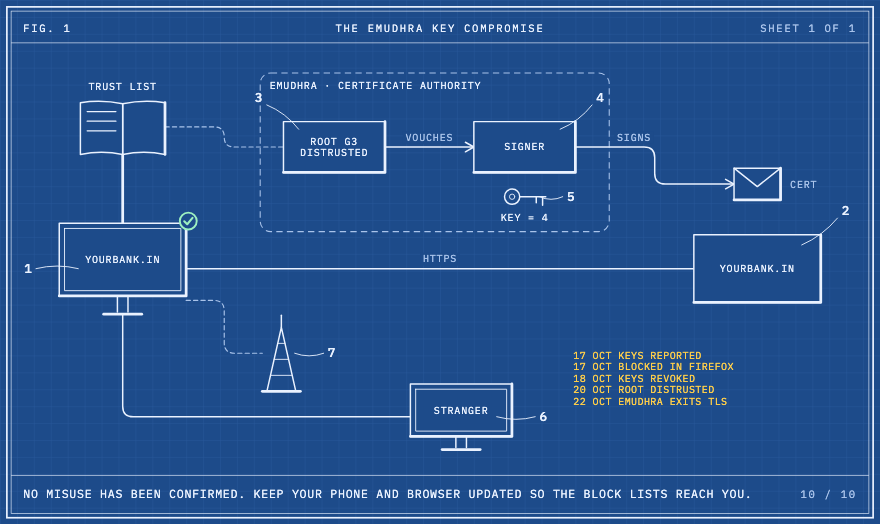 FIG. 1
THE EMUDHRA KEY COMPROMISE
SHEET 1 OF 1
TRUST LIST
EMUDHRA · CERTIFICATE AUTHORITY
3
4
ROOT G3
DISTRUSTED
VOUCHES
SIGNER
SIGNS
CERT
5
KEY = 4
2
1
YOURBANK.IN
HTTPS
YOURBANK.IN
7
17 OCT KEYS REPORTED
17 OCT BLOCKED IN FIREFOX
18 OCT KEYS REVOKED
20 OCT ROOT DISTRUSTED
22 OCT EMUDHRA EXITS TLS
STRANGER
6
NO MISUSE HAS BEEN CONFIRMED. KEEP YOUR PHONE AND BROWSER UPDATED SO THE BLOCK LISTS REACH YOU.
10 / 10